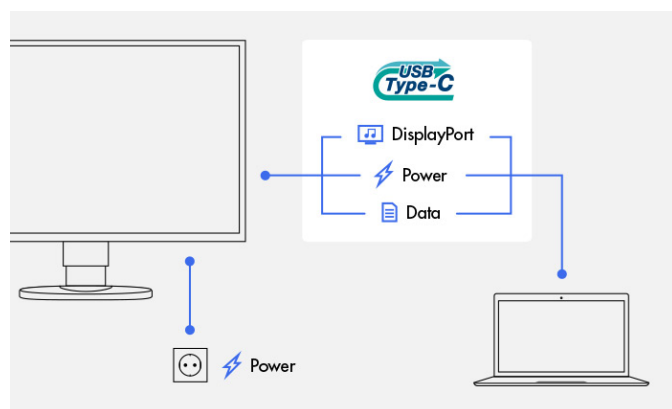 USB
Type-C
DisplayPort
Power
Data
Power